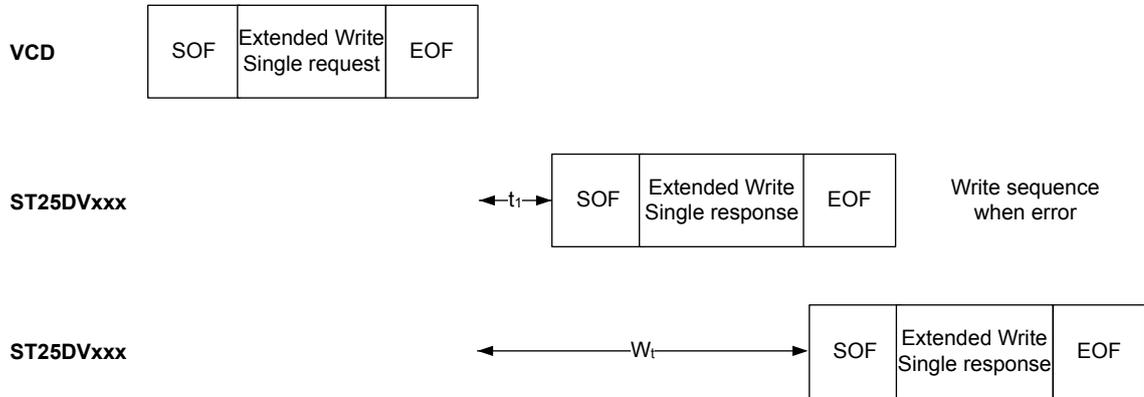 VCD
SOF
Extended Write
Single request
EOF
ST25DVxxx
t1
SOF
Extended Write
Single response
EOF
Write sequence
when error
ST25DVxxx
Wt
SOF
Extended Write
Single response
EOF